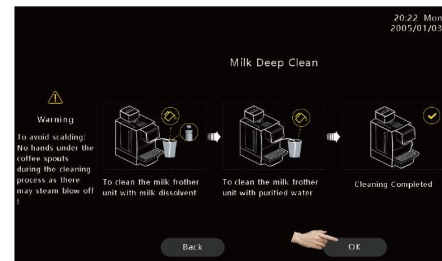 20:22 Mon
2005/01/03
Milk Deep Clean
Warning
To avoid scalding:
No hands under the
coffee spouts
during the cleaning
process as there
may steam blow off
!
To clean the milk frother
unit with milk dissolvent
To clean the milk frother
unit with purified water
Cleaning Completed
Back
OK